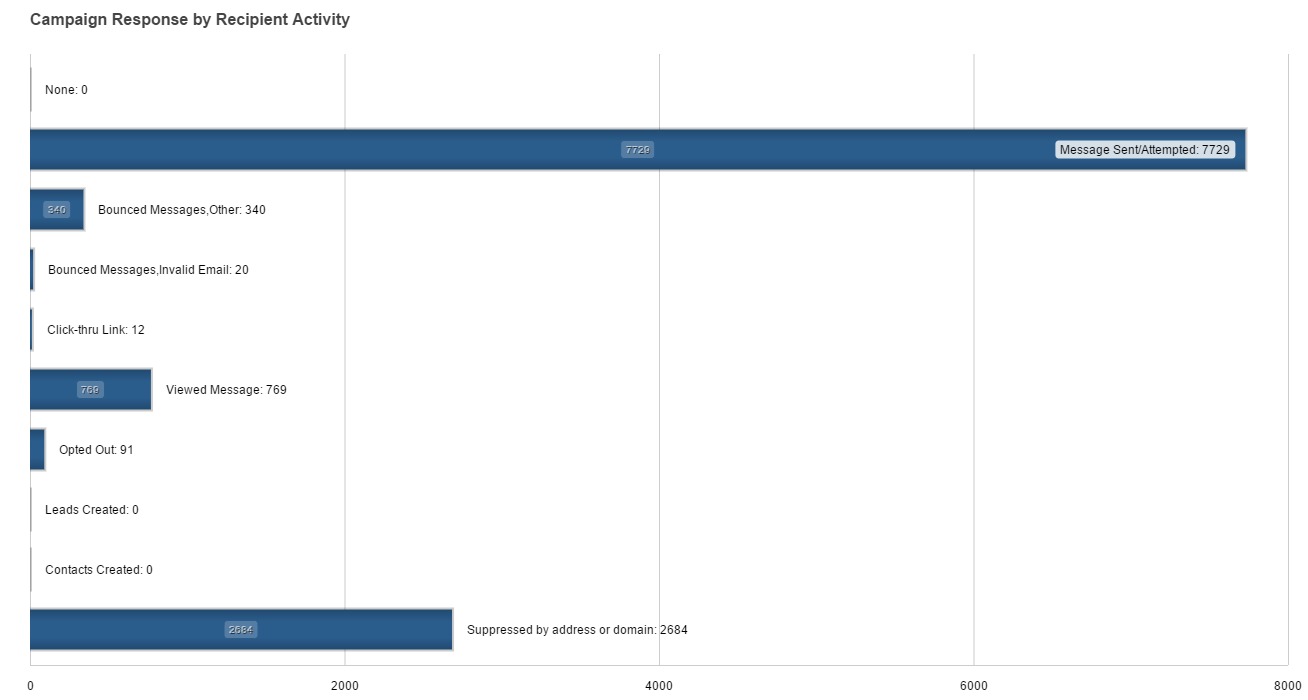 Campaign Response by Recipient Activity
None: 0
7729 Message Sent/Attempted: 7729
340 Bounced Messages,Other: 340
Bounced Messages,Invalid Email: 20
Click-thru Link: 12
769 Viewed Message: 769
Opted Out: 91
Leads Created: 0
Contacts Created: 0
2684 Suppressed by address or domain: 2684
0 2000 4000 6000 8000